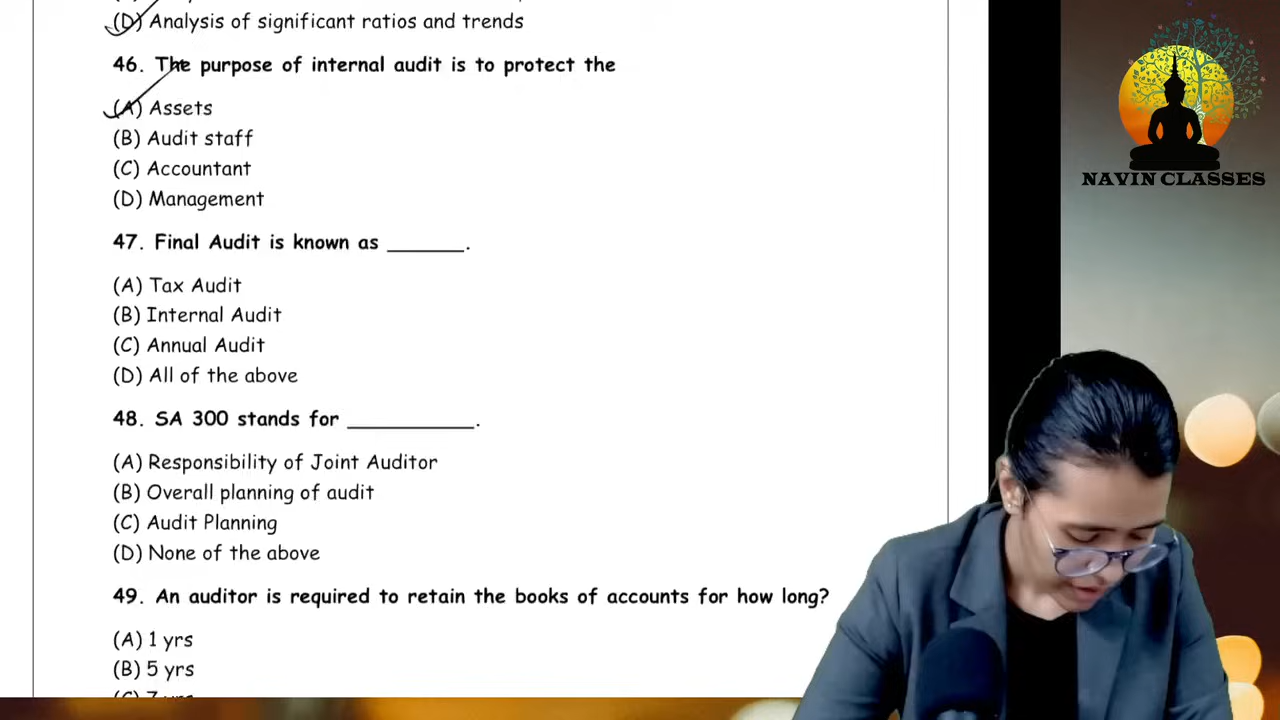 (D) Analysis of significant ratios and trends
46. The purpose of internal audit is to protect the
(A) Assets
(B) Audit staff
(C) Accountant
(D) Management
47. Final Audit is known as _______.
(A) Tax Audit
(B) Internal Audit
(C) Annual Audit
(D) All of the above
48. SA 300 stands for ____________.
(A) Responsibility of Joint Auditor
(B) Overall planning of audit
(C) Audit Planning
(D) None of the above
49. An auditor is required to retain the books of accounts for how long?
(A) 1 yrs
(B) 5 yrs
(C) 7 yrs
NAVIN CLASSES